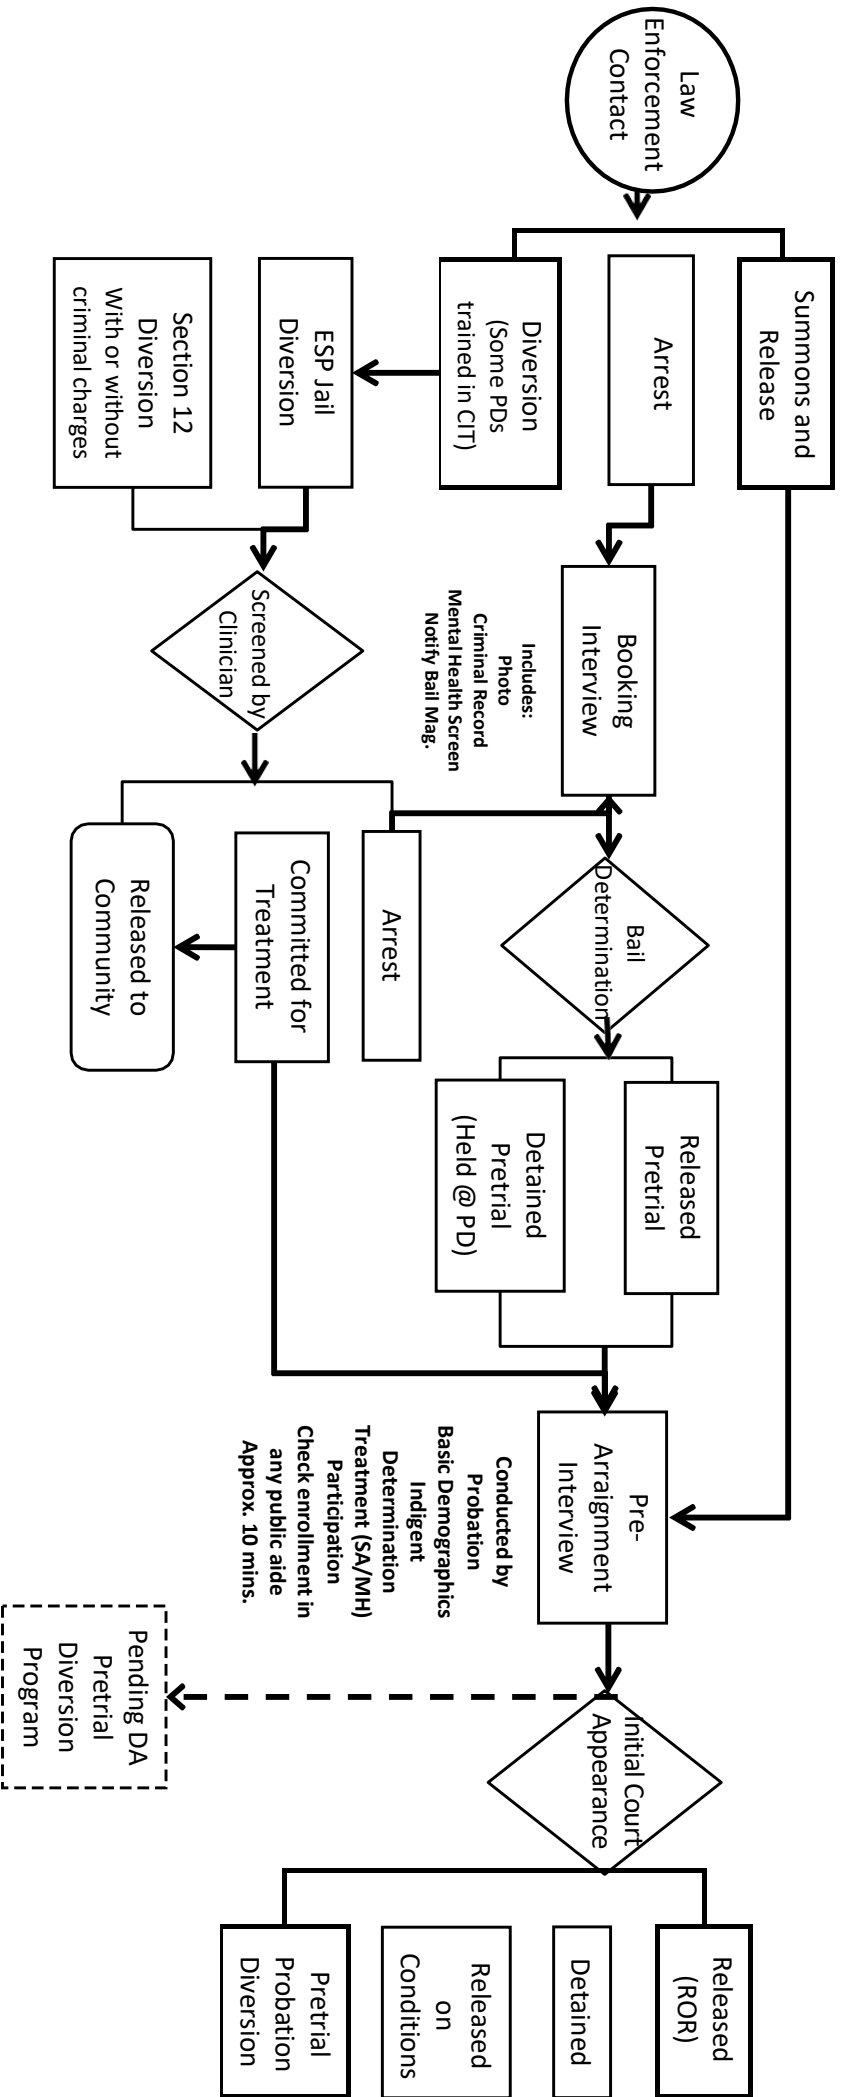 Law
Enforcement
Contact
Summons and
Release
Arrest
Diversion
(Some PDs
trained in CIT)
ESP Jail
Diversion
Section 12
Diversion
With or without
criminal charges
Booking
Interview
Includes:
Photo
Criminal Record
Mental Health Screen
Notify Bail Mag.
Screened by
Clinician
Bail
Determination
Arrest
Committed for
Treatment
Released to
Community
Released
Pretrial
Detained
Pretrial
(Held @ PD)
Pre-
Arraignment
Interview
Conducted by
Probation
Basic Demographics
Indigent
Determination
Treatment (SA/MH)
Participation
Check enrollment in
any public aide
Approx. 10 mins.
Initial Court
Appearance
Pending DA
Pretrial
Diversion
Program
Released
(ROR)
Detained
Released
on
Conditions
Pretrial
Probation
Diversion